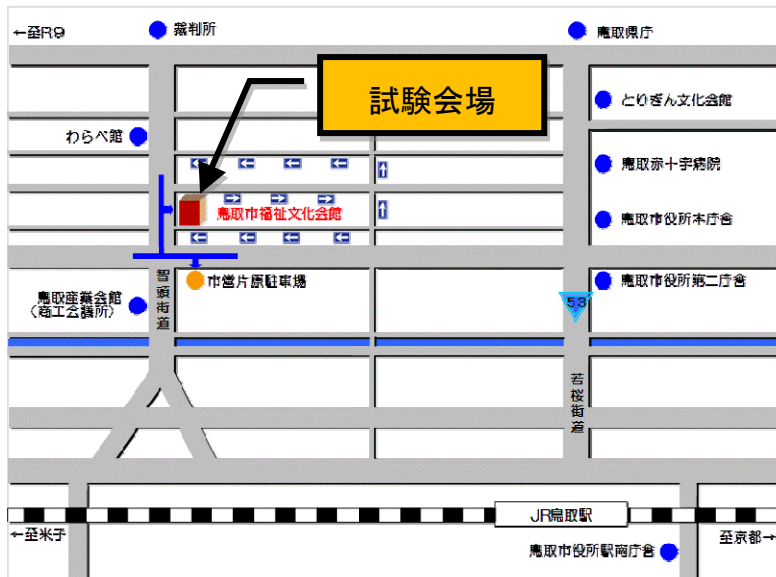 ←至R9
裁判所
鳥取県庁
試験会場
とりぎん文化会館
わらべ館
鳥取赤十字病院
鳥取市福祉文化会館
鳥取市役所本庁舎
市営片原駐車場
鳥取市役所第二庁舎
智頭街道
鳥取産業会館
(商工会議所)
53
若桜街道
JR鳥取駅
←至米子
至京都→
鳥取市役所駅南庁舎